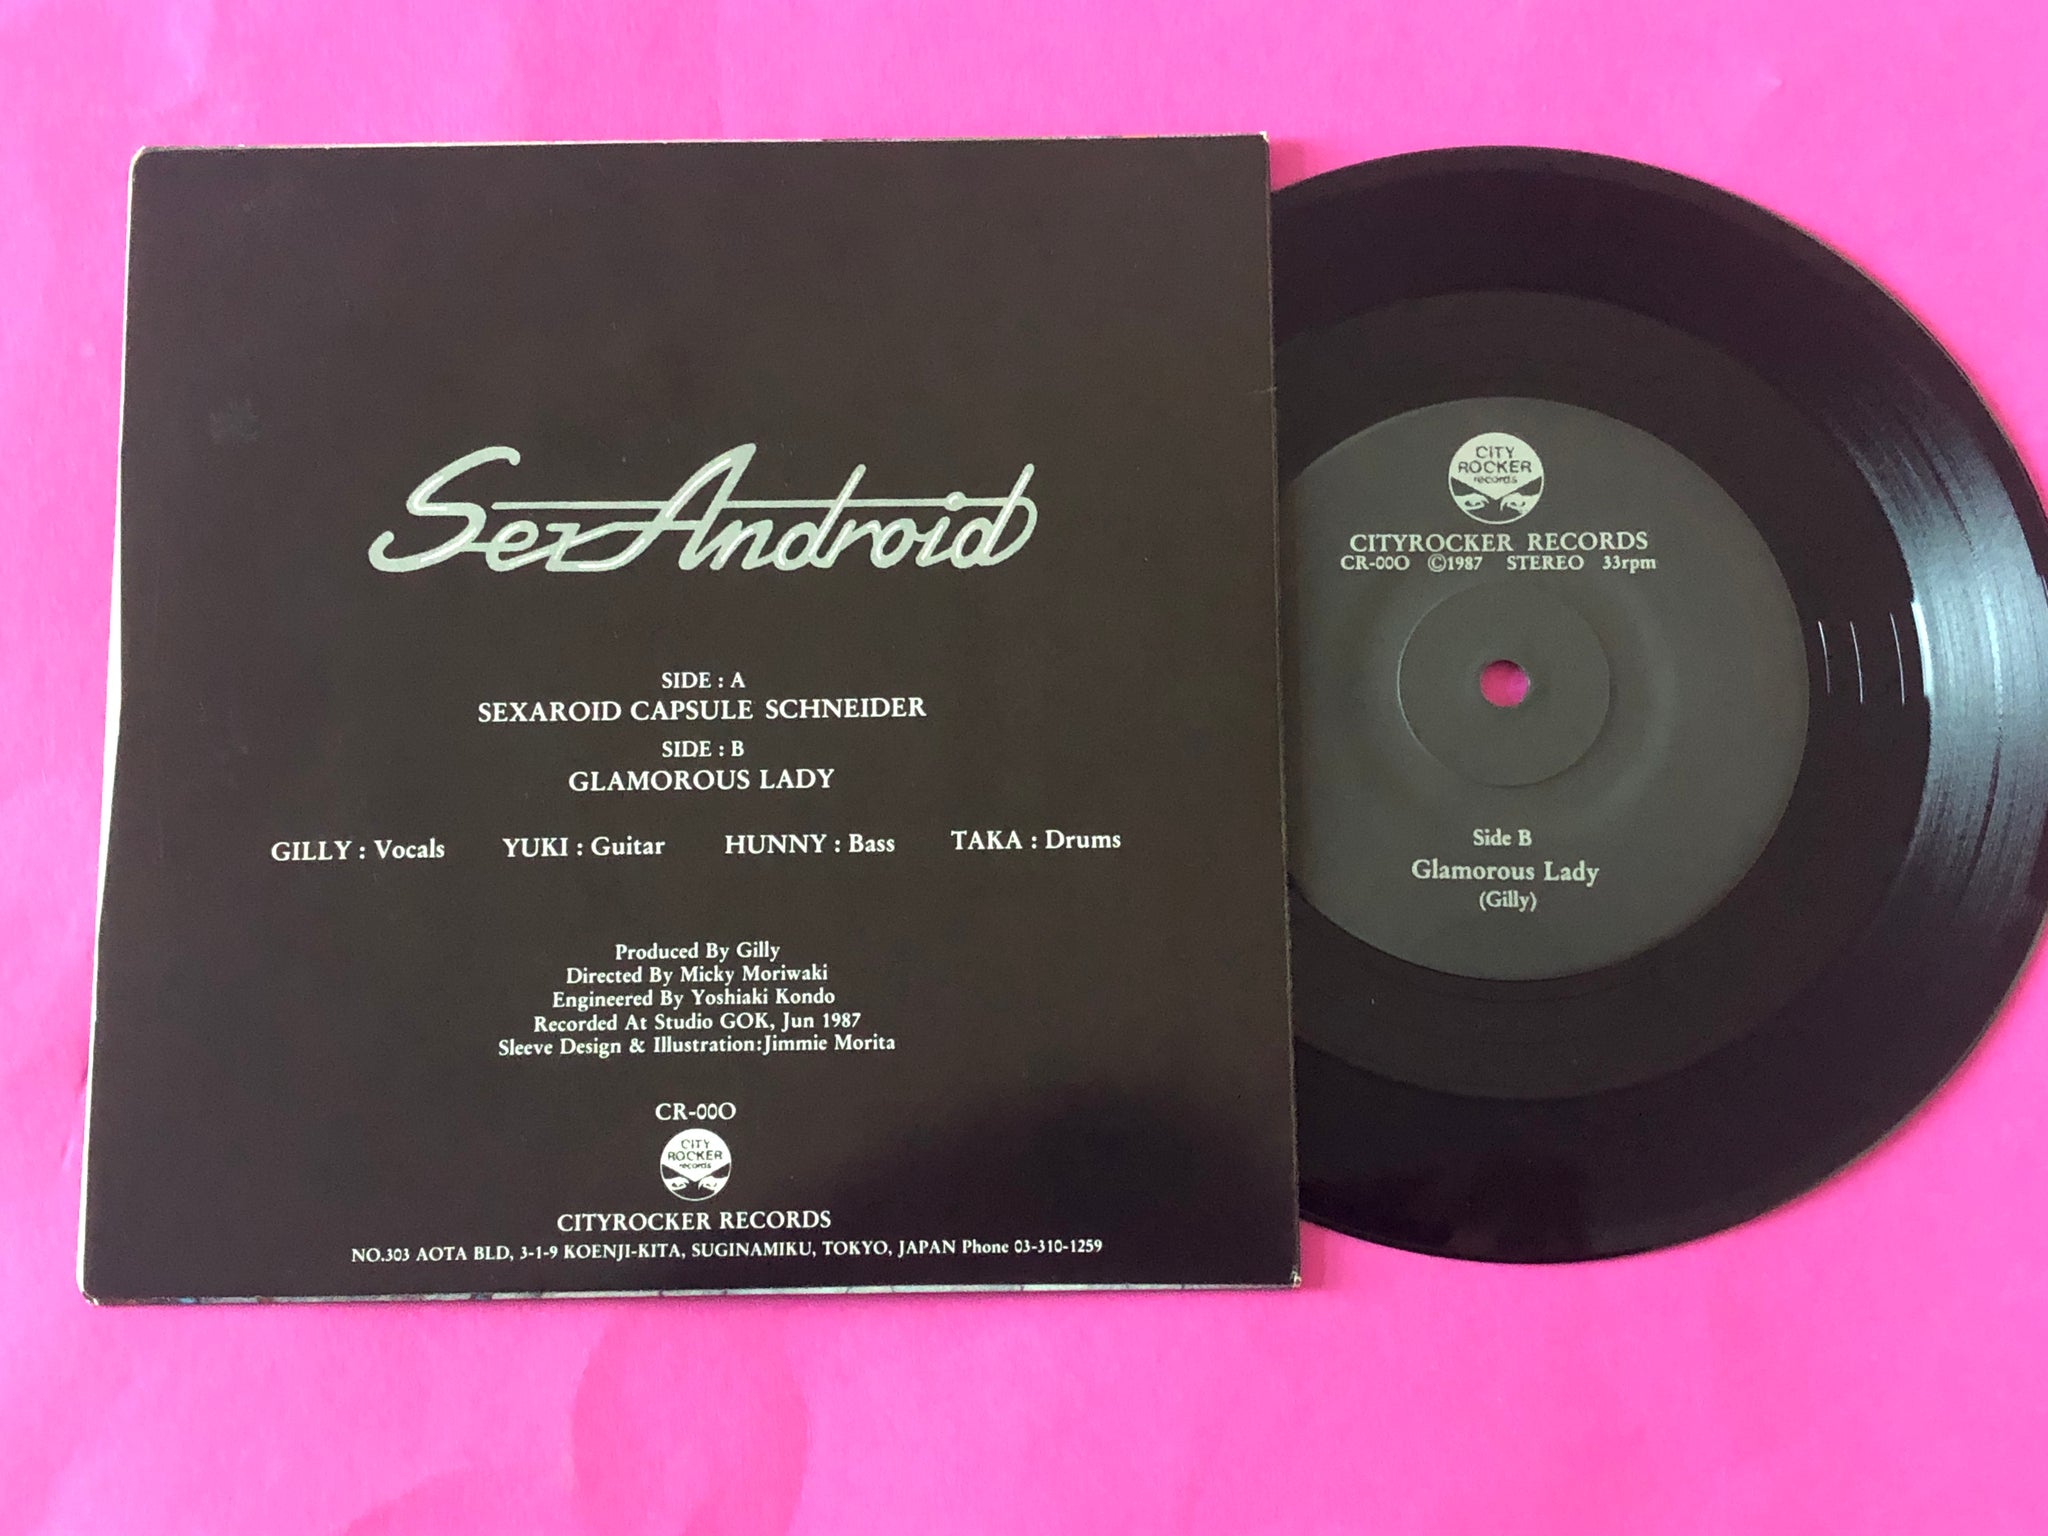 SexAndroid
SIDE : A
SEXAROID CAPSULE SCHNEIDER
SIDE : B
GLAMOROUS LADY
GILLY : Vocals YUKI : Guitar HUNNY : Bass TAKA : Drums
Produced By Gilly
Directed By Micky Moriwaki
Engineered By Yoshiaki Kondo
Recorded At Studio GOK, Jun 1987
Sleeve Design & Illustration:Jimmie Morita
CR-00O
CITY
ROCKER
records
CITYROCKER RECORDS
NO.303 AOTA BLD, 3-1-9 KOENJI-KITA, SUGINAMIKU, TOKYO, JAPAN Phone 03-310-1259
CITY
ROCKER
records
CITYROCKER RECORDS
CR-00O ©1987 STEREO 33rpm
Side B
Glamorous Lady
(Gilly)